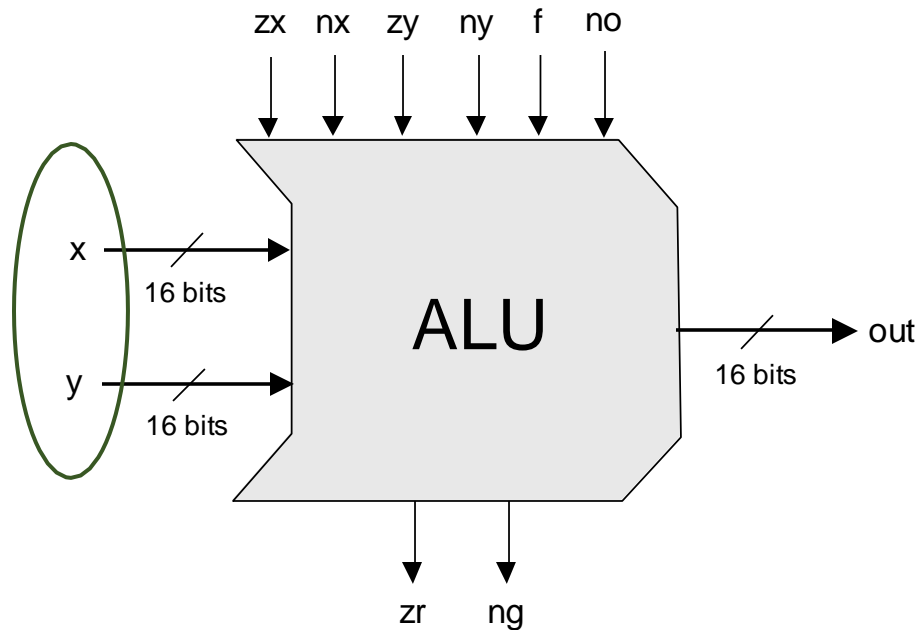 zx nx zy ny f no
x
16 bits
ALU
out
y
16 bits
16 bits
zr ng